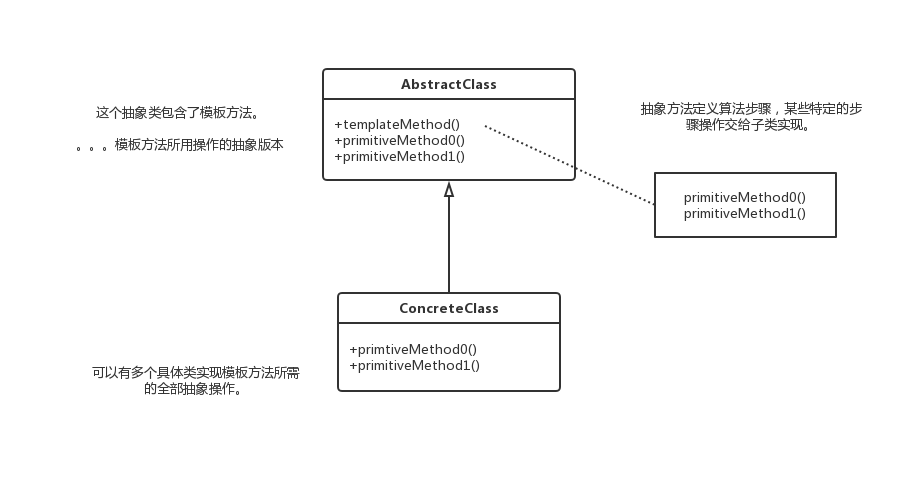 AbstractClass
这个抽象类包含了模板方法。
。。。模板方法所用操作的抽象版本
+templateMethod()
+primitiveMethod0()
+primitiveMethod1()
抽象方法定义算法步骤，某些特定的步
骤操作交给子类实现。
primitiveMethod0()
primitiveMethod1()
ConcreteClass
+primtiveMethod0()
+primitiveMethod1()
可以有多个具体类实现模板方法所需
的全部抽象操作。